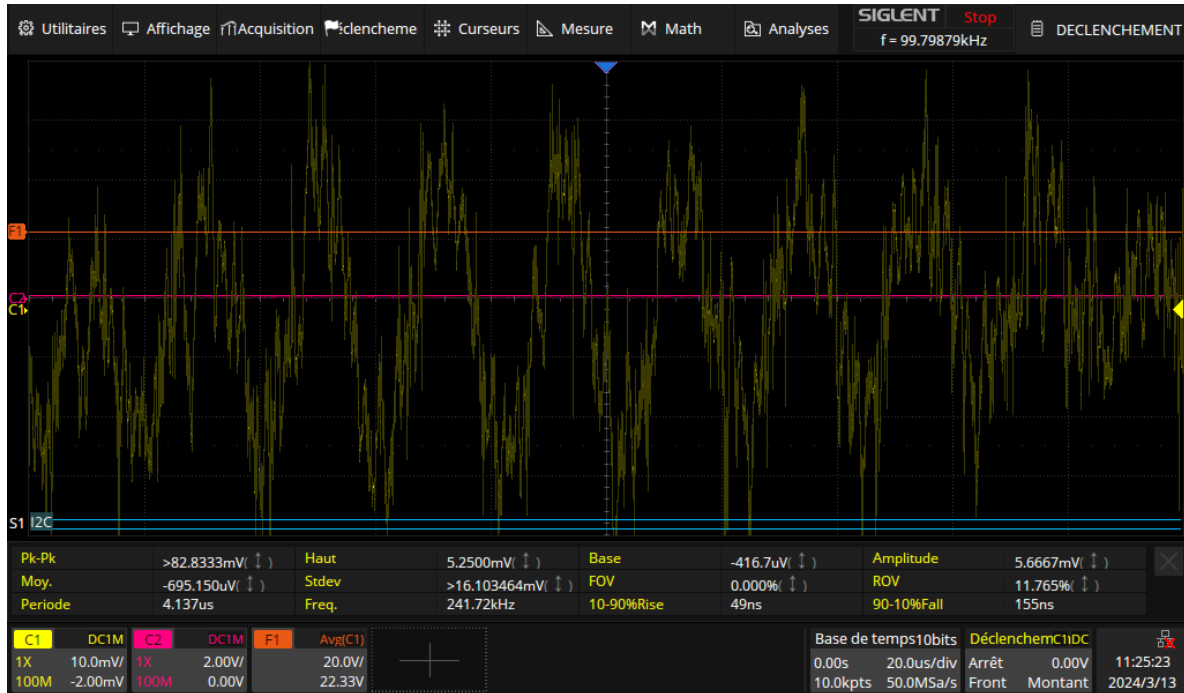 Utilitaires Affichage Acquisition Déclencheme Curseurs Mesure Math Analyses SIGLENT Stop DECLENCHEMENT
f = 99.79879kHz
F1
C2
C1
S1 I2C
Pk-Pk >82.8333mV(↕) Haut 5.2500mV(↕) Base -416.7uV(↕) Amplitude 5.6667mV(↕)
Moy. -695.150uV(↕) Stdev >16.103464mV(↕) FOV 0.000%(↕) ROV 11.765%(↕)
Periode 4.137us Freq. 241.72kHz 10-90%Rise 49ns 90-10%Fall 155ns
C1 DC1M C2 DC1M F1 Avg(C1) Base de temps 10bits Déclenchem C1 DC
1X 10.0mV/ 1X 2.00V/ 20.0V/ 0.00s 20.0us/div Arrêt 0.00V 11:25:23
100M -2.00mV 100M 0.00V 22.33V 10.0kpts 50.0MSa/s Front Montant 2024/3/13